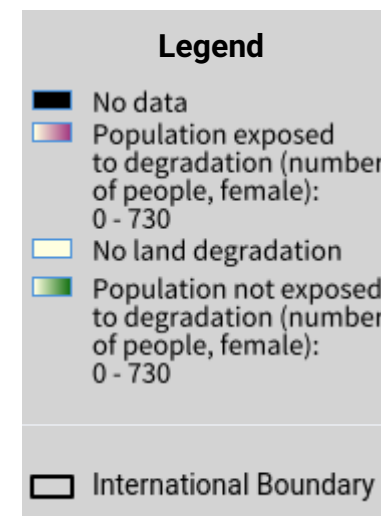 Legend
No data
Population exposed
to degradation (number
of people, female):
0 - 730
No land degradation
Population not exposed
to degradation (number
of people, female):
0 - 730
International Boundary